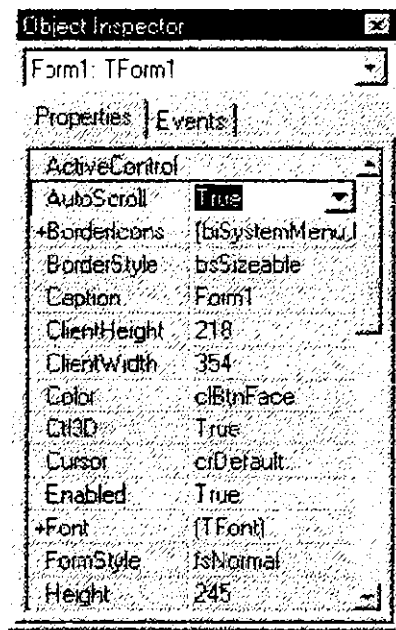 Object Inspector
Form1: TForm1
Properties Events
ActiveControl
AutoScroll True
+BorderIcons [biSystemMenu,
BorderStyle bsSizeable
Caption Form1
ClientHeight 218
ClientWidth 354
Color clBtnFace
Ctl3D True
Cursor crDefault
Enabled True
+Font (TFont)
FormStyle fsNormal
Height 245